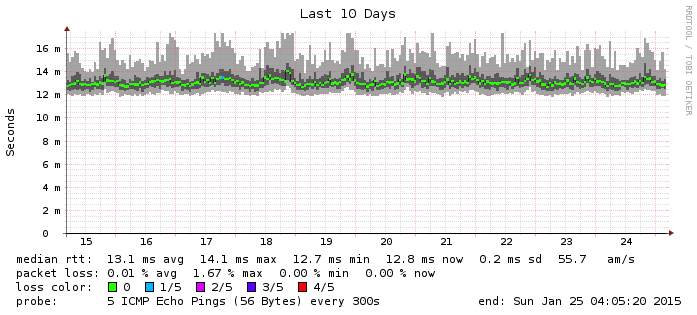 Last 10 Days
RRDTOOL / TOBI OETIKER
Seconds
16 m
14 m
12 m
10 m
8 m
6 m
4 m
2 m
0
15 16 17 18 19 20 21 22 23 24
median rtt: 13.1 ms avg 14.1 ms max 12.7 ms min 12.8 ms now 0.2 ms sd 55.7 am/s
packet loss: 0.01 % avg 1.67 % max 0.00 % min 0.00 % now
loss color: 0 1/5 2/5 3/5 4/5
probe: 5 ICMP Echo Pings (56 Bytes) every 300s end: Sun Jan 25 04:05:20 2015